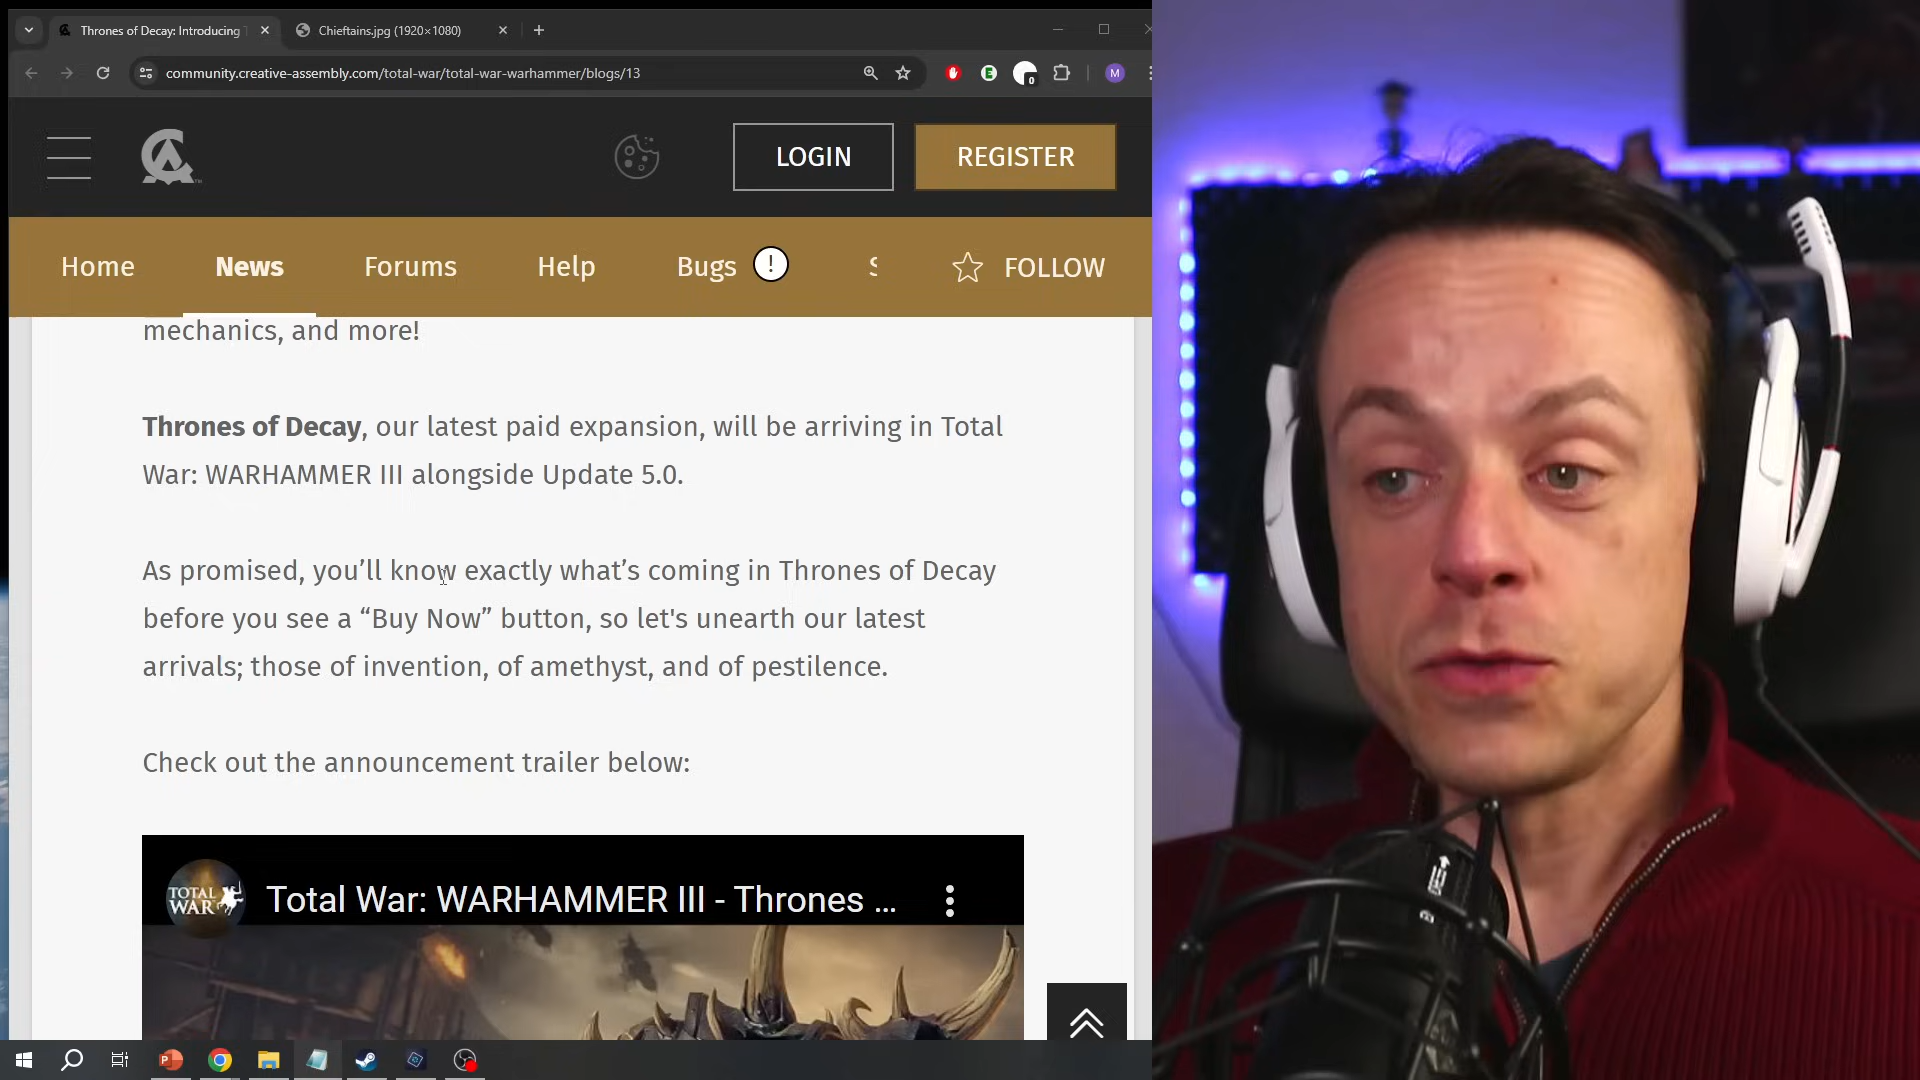 Thrones of Decay: Introducing
Chieftains.jpg (1920×1080)
community.creative-assembly.com/total-war/total-war-warhammer/blogs/13
0
M
LOGIN
REGISTER
Home
News
Forums
Help
Bugs
!
FOLLOW
mechanics, and more!
Thrones of Decay, our latest paid expansion, will be arriving in Total
War: WARHAMMER III alongside Update 5.0.
As promised, you’ll know exactly what’s coming in Thrones of Decay
before you see a “Buy Now” button, so let's unearth our latest
arrivals; those of invention, of amethyst, and of pestilence.
Check out the announcement trailer below:
TOTAL
WAR
Total War: WARHAMMER III - Thrones ...